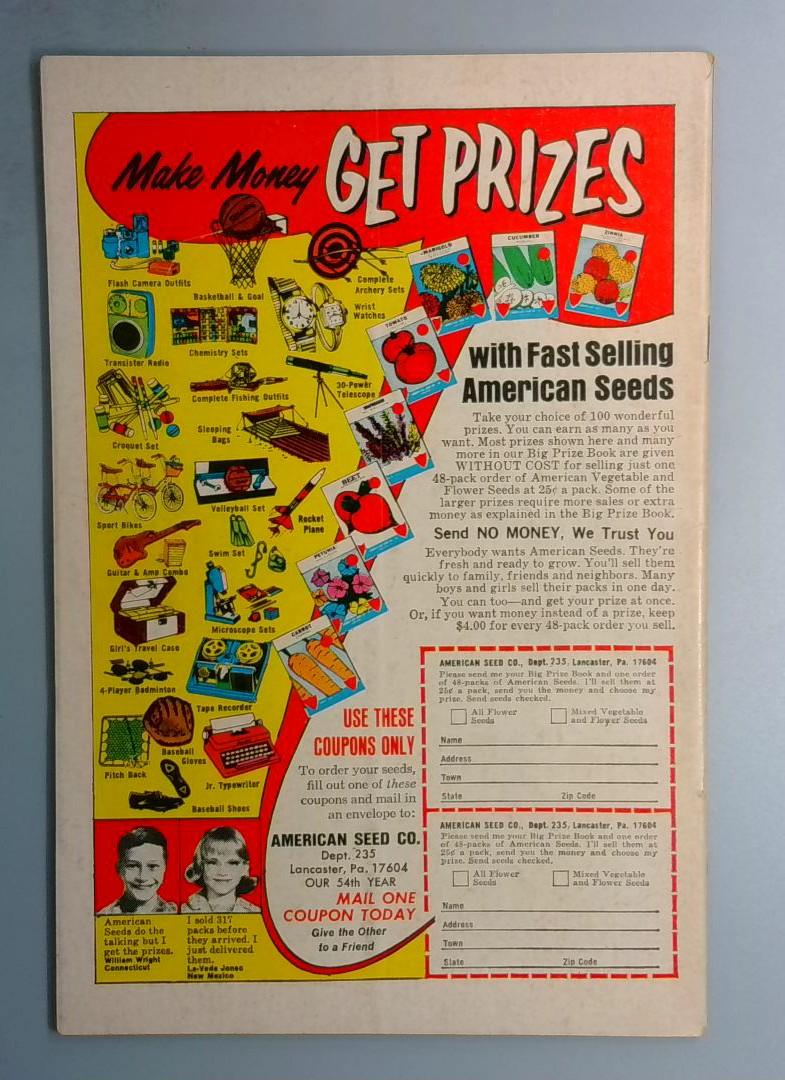 Make Money GET PRIZES
Flash Camera Outfits
Basketball & Goal
Complete
Archery Sets
Wrist
Watches
Transistor Radio
Chemistry Sets
Complete Fishing Outfits
30-Power
Telescope
Croquet Set
Sleeping
Bags
Sport Bikes
Volleyball Set
Rocket
Plane
Swim Set
Guitar & Amp Combo
Microscope Sets
Girl's Travel Case
4-Player Badminton
Tape Recorder
Pitch Back
Baseball
Gloves
Jr. Typewriter
Baseball Shoes
MARIGOLD
CUCUMBER
ZINNIA
TOMATO
BEET
PETUNIA
CARROT
with Fast Selling
American Seeds
Take your choice of 100 wonderful
prizes. You can earn as many as you
want. Most prizes shown here and many
more in our Big Prize Book are given
WITHOUT COST for selling just one
48-pack order of American Vegetable and
Flower Seeds at 25¢ a pack. Some of the
larger prizes require more sales or extra
money as explained in the Big Prize Book.
Send NO MONEY, We Trust You
Everybody wants American Seeds. They're
fresh and ready to grow. You'll sell them
quickly to family, friends and neighbors. Many
boys and girls sell their packs in one day.
You can too—and get your prize at once.
Or, if you want money instead of a prize, keep
$4.00 for every 48-pack order you sell.
USE THESE
COUPONS ONLY
To order your seeds,
fill out one of these
coupons and mail in
an envelope to:
AMERICAN SEED CO.
Dept. 235
Lancaster, Pa. 17604
OUR 54th YEAR
MAIL ONE
COUPON TODAY
Give the Other
to a Friend
American
Seeds do the
talking but I
get the prizes.
William Wright
Connecticut
I sold 317
packs before
they arrived. I
just delivered
them.
La-Veda Jones
New Mexico
AMERICAN SEED CO., Dept. 235, Lancaster, Pa. 17604
Please send me your Big Prize Book and one order
of 48-packs of American Seeds. I'll sell them at
25¢ a pack, send you the money and choose my
prize. Send seeds checked.
All Flower
Seeds
Mixed Vegetable
and Flower Seeds
Name
Address
Town
State Zip Code
AMERICAN SEED CO., Dept. 235, Lancaster, Pa. 17604
Please send me your Big Prize Book and one order
of 48-packs of American Seeds. I'll sell them at
25¢ a pack, send you the money and choose my
prize. Send seeds checked.
All Flower
Seeds
Mixed Vegetable
and Flower Seeds
Name
Address
Town
State Zip Code